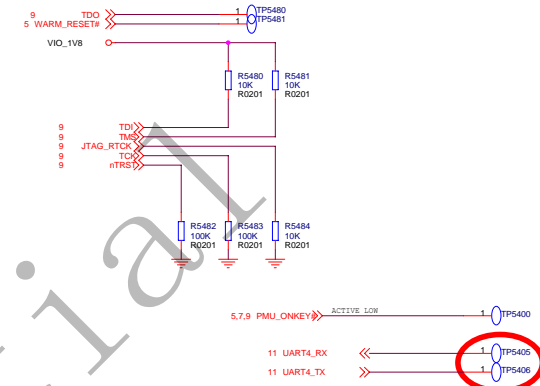 9 TDO 1 TP5480
5 WARM_RESET# 1 TP5481
VIO_1V8
R5480 R5481
10K 10K
R0201 R0201
9 TDI
9 TMS
9 JTAG_RTCK
9 TCK
9 nTRST
R5482 R5483 R5484
100K 100K 10K
R0201 R0201 R0201
5,7,9 PMU_ONKEY# ACTIVE LOW 1 TP5400
11 UART4_RX 1 TP5405
11 UART4_TX 1 TP5406